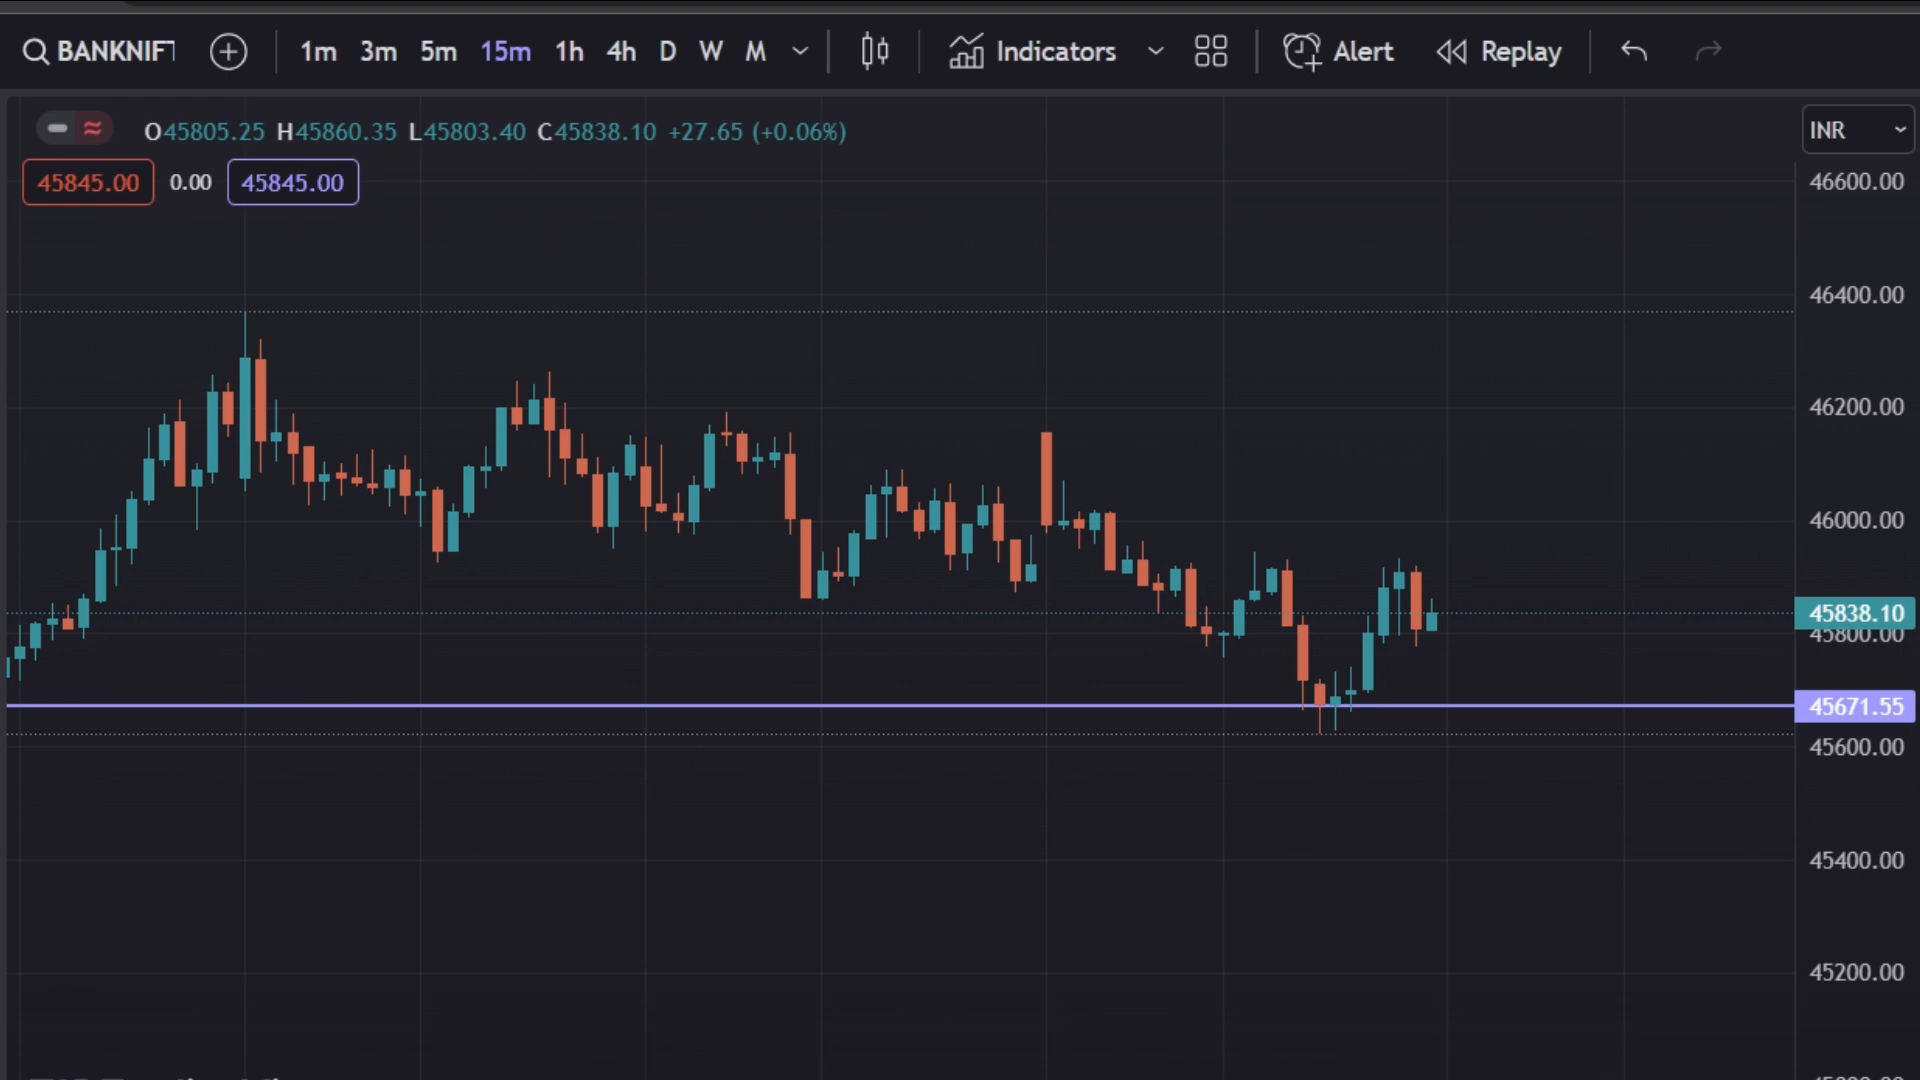 BANKNIFT 1m 3m 5m 15m 1h 4h D W M Indicators Alert Replay
O45805.25 H45860.35 L45803.40 C45838.10 +27.65 (+0.06%)
INR
45845.00 0.00 45845.00
46600.00
46400.00
46200.00
46000.00
45838.10
45800.00
45671.55
45600.00
45400.00
45200.00